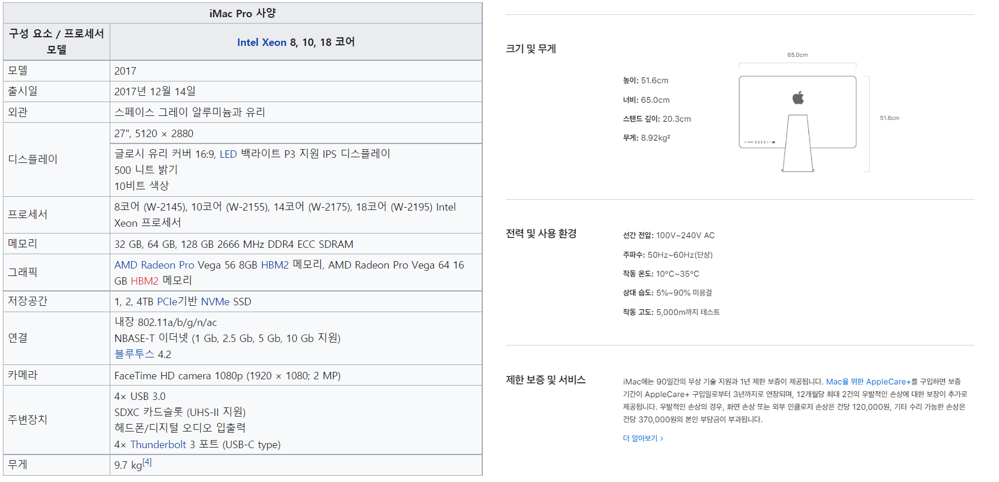 iMac Pro 사양
구성 요소 / 프로세서
모델
Intel Xeon 8, 10, 18 코어
모델
2017
출시일
2017년 12월 14일
외관
스페이스 그레이 알루미늄과 유리
디스플레이
27", 5120 × 2880
글로시 유리 커버 16:9, LED 백라이트 P3 지원 IPS 디스플레이
500 니트 밝기
10비트 색상
프로세서
8코어 (W-2145), 10코어 (W-2155), 14코어 (W-2175), 18코어 (W-2195) Intel
Xeon 프로세서
메모리
32 GB, 64 GB, 128 GB 2666 MHz DDR4 ECC SDRAM
그래픽
AMD Radeon Pro Vega 56 8GB HBM2 메모리, AMD Radeon Pro Vega 64 16
GB HBM2 메모리
저장공간
1, 2, 4TB PCIe기반 NVMe SSD
연결
내장 802.11a/b/g/n/ac
NBASE-T 이더넷 (1 Gb, 2.5 Gb, 5 Gb, 10 Gb 지원)
블루투스 4.2
카메라
FaceTime HD camera 1080p (1920 × 1080; 2 MP)
주변장치
4× USB 3.0
SDXC 카드슬롯 (UHS-II 지원)
헤드폰/디지털 오디오 입출력
4× Thunderbolt 3 포트 (USB-C type)
무게
9.7 kg[4]
크기 및 무게
65.0cm
높이: 51.6cm
너비: 65.0cm
스탠드 깊이: 20.3cm
51.6cm
무게: 8.92kg²
전력 및 사용 환경
선간 전압: 100V~240V AC
주파수: 50Hz~60Hz(단상)
작동 온도: 10°C~35°C
상대 습도: 5%~90% 미응결
작동 고도: 5,000m까지 테스트
제한 보증 및 서비스
iMac에는 90일간의 무상 기술 지원과 1년 제한 보증이 제공됩니다. Mac을 위한 AppleCare+를 구입하면 보증
기간이 AppleCare+ 구입일로부터 3년까지로 연장되며, 12개월당 최대 2건의 우발적인 손상에 대한 보장이 추가로
제공됩니다. 우발적인 손상의 경우, 화면 손상 또는 외부 인클로저 손상은 건당 120,000원, 기타 수리 가능한 손상은
건당 370,000원의 본인 부담금이 부과됩니다.
더 알아보기 >